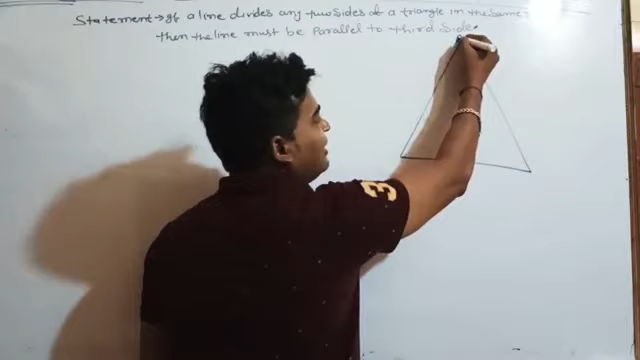 Statement → If a line divides any two sides of a triangle in the same
then the line must be Parallel to third Side.
3